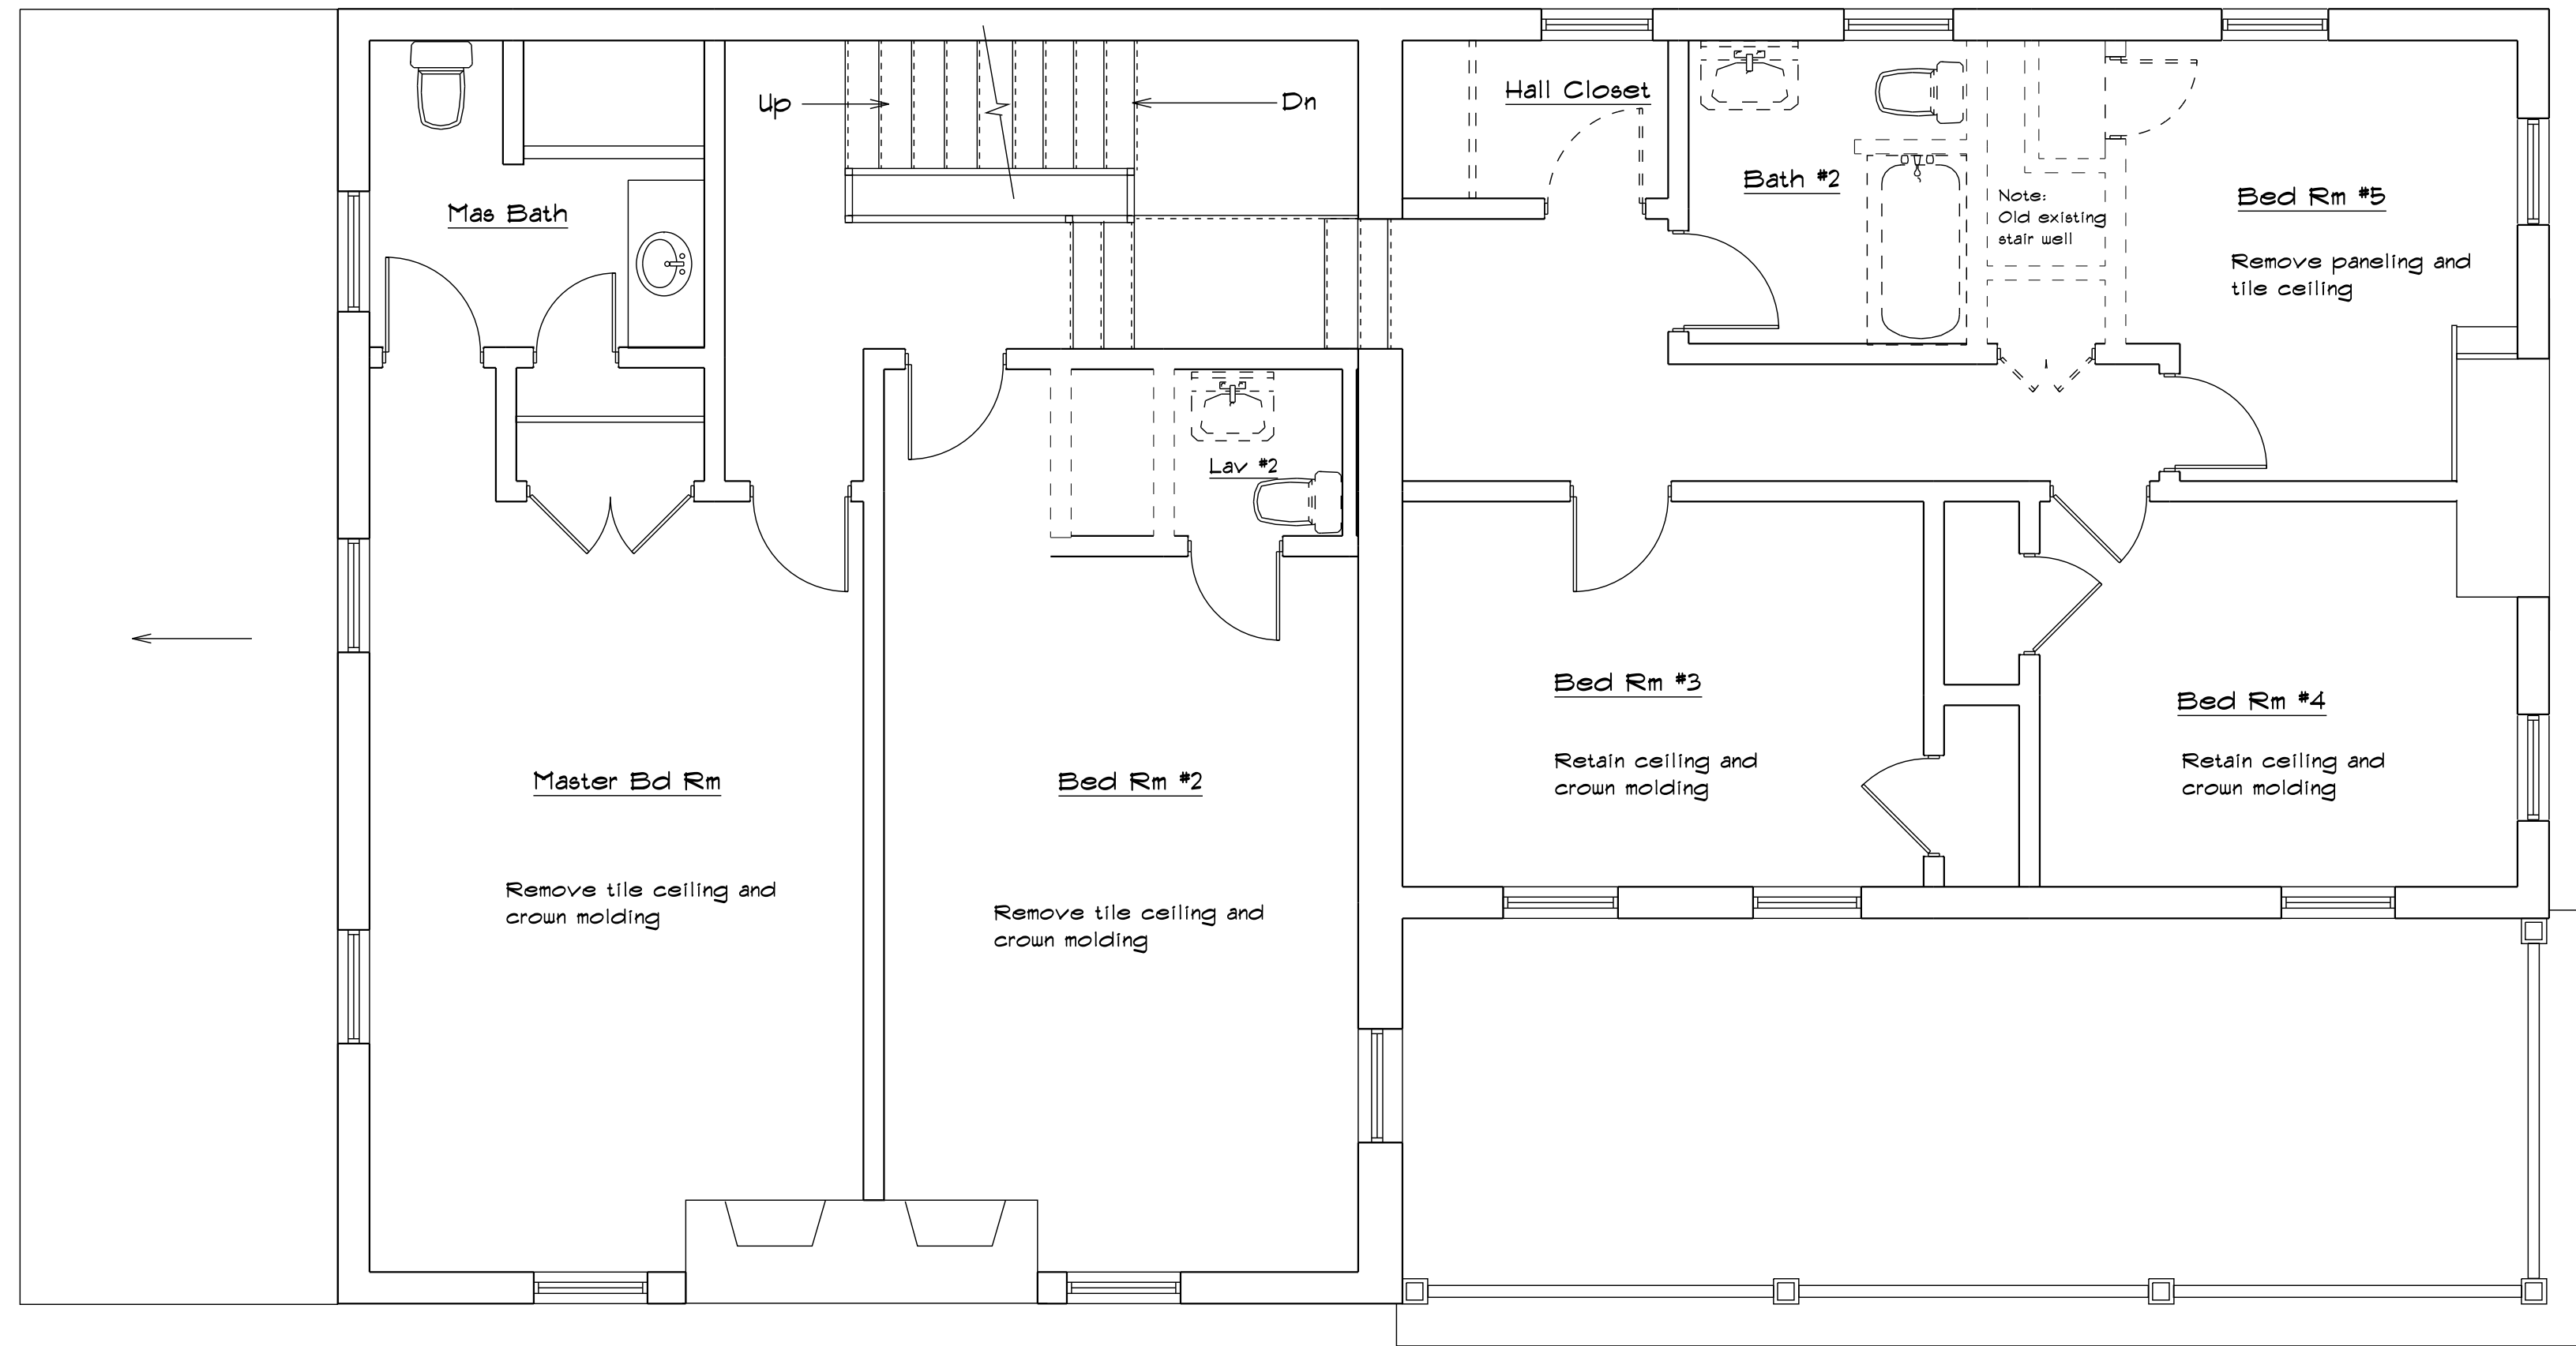 Up
Dn
Hall Closet
Mas Bath
Bath #2
Note:
Old existing
stair well
Bed Rm #5
Remove paneling and
tile ceiling
Lav #2
Bed Rm #3
Retain ceiling and
crown molding
Bed Rm #4
Retain ceiling and
crown molding
Master Bd Rm
Remove tile ceiling and
crown molding
Bed Rm #2
Remove tile ceiling and
crown molding